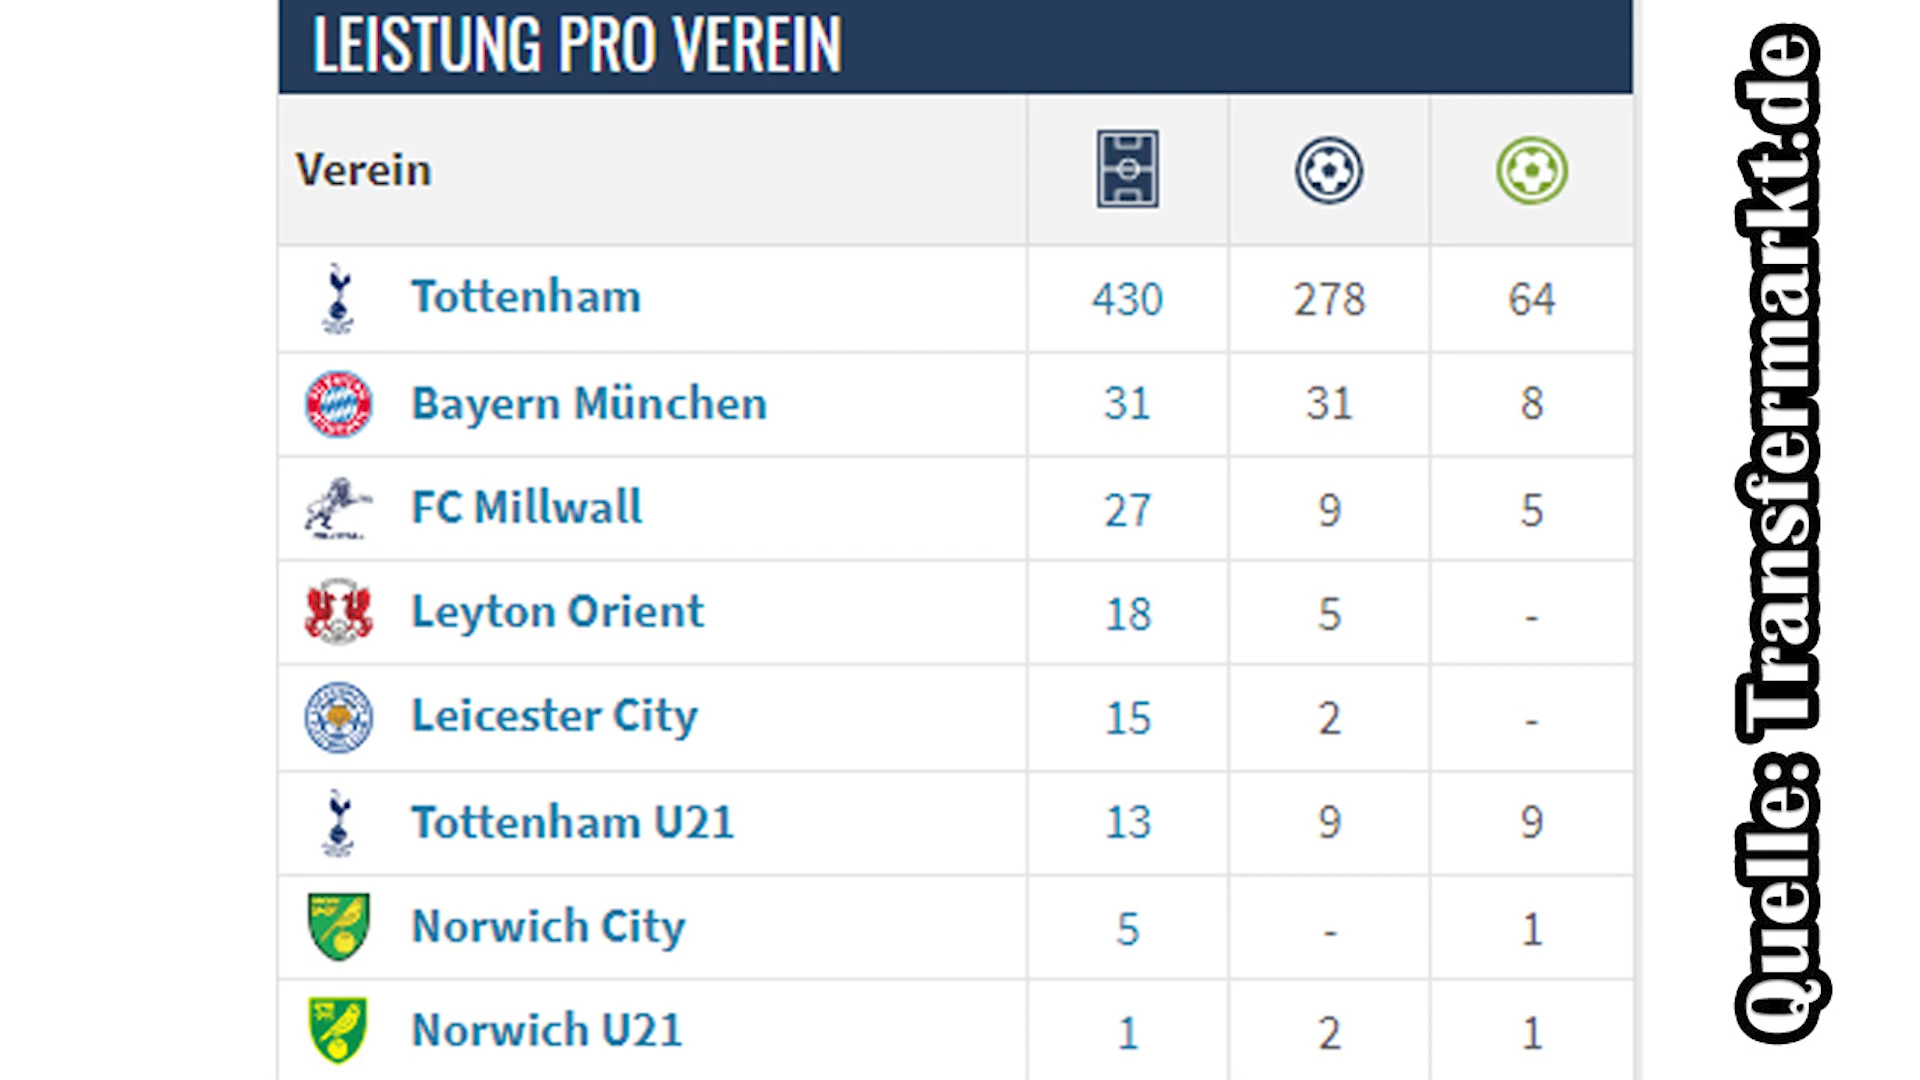 LEISTUNG PRO VEREIN
Verein
Tottenham 430 278 64
Bayern München 31 31 8
FC Millwall 27 9 5
Leyton Orient 18 5 -
Leicester City 15 2 -
Tottenham U21 13 9 9
Norwich City 5 - 1
Norwich U21 1 2 1
Quelle: Transfermarkt.de